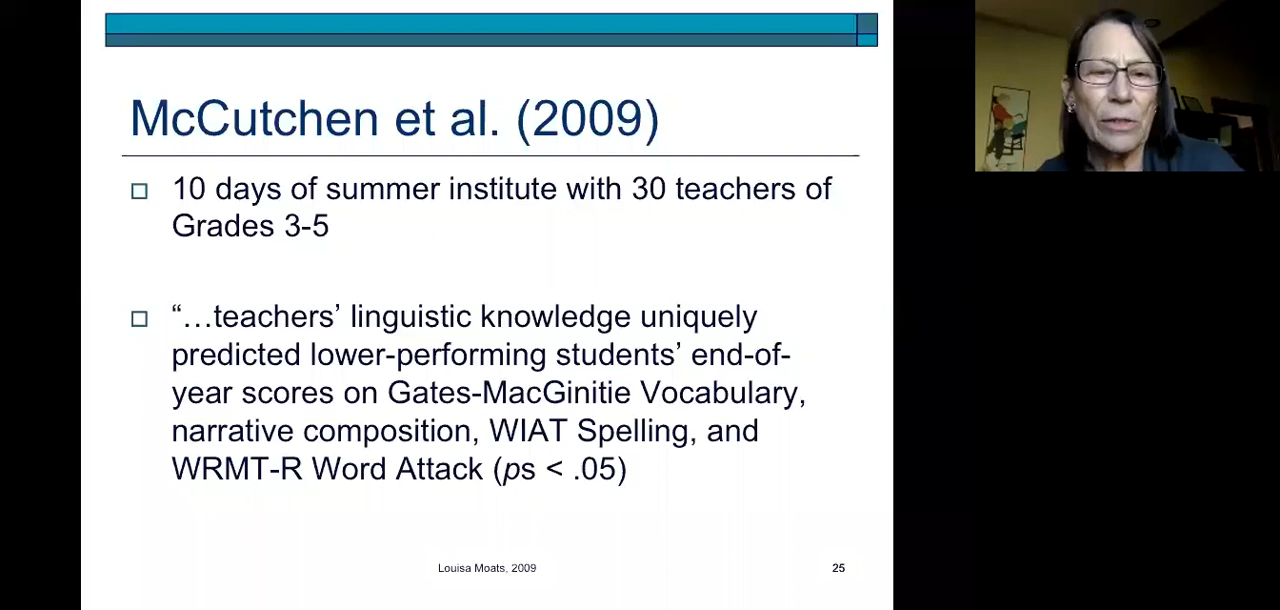 McCutchen et al. (2009)
10 days of summer institute with 30 teachers of
Grades 3-5
“…teachers’ linguistic knowledge uniquely
predicted lower-performing students’ end-of-
year scores on Gates-MacGinitie Vocabulary,
narrative composition, WIAT Spelling, and
WRMT-R Word Attack (ps < .05)
Louisa Moats, 2009
25